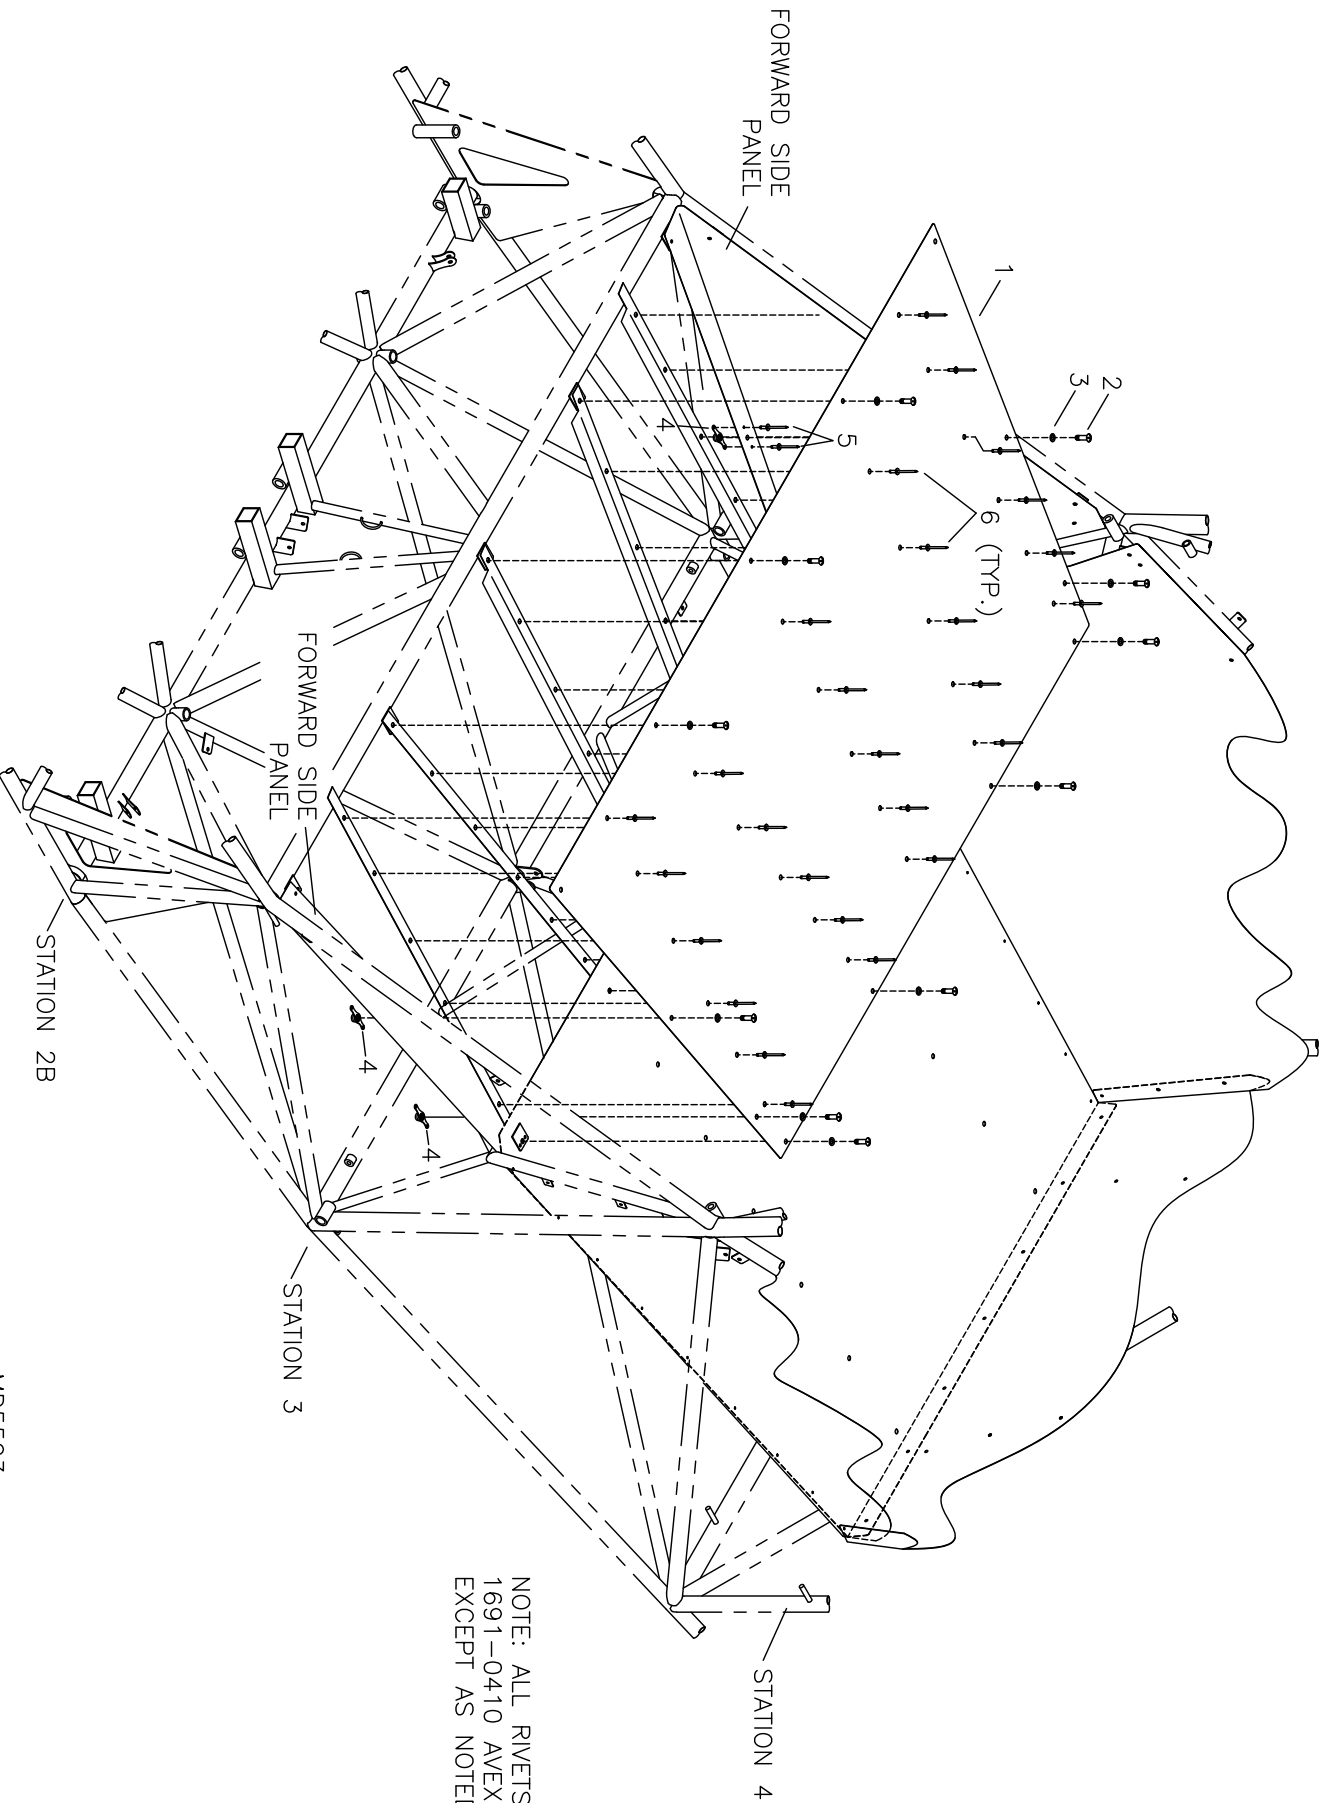 FORWARD SIDE
PANEL
1
2
3
4
5
6 (TYP.)
FORWARD SIDE
PANEL
4
4
STATION 2B
STATION 3
STATION 4
NOTE: ALL RIVETS
1691-0410 AVEX
EXCEPT AS NOTED